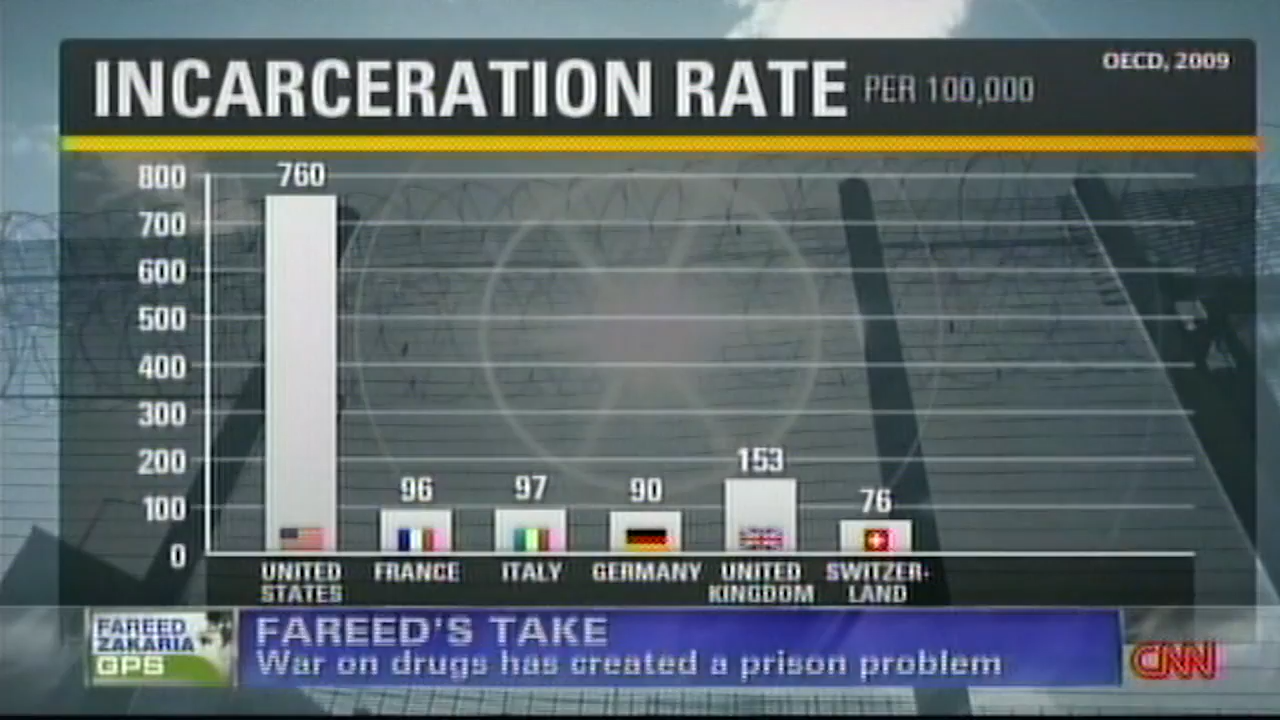 INCARCERATION RATE PER 100,000
OECD, 2009
800
700
600
500
400
300
200
100
0
760
96
97
90
153
76
UNITED
STATES
FRANCE
ITALY
GERMANY
UNITED
KINGDOM
SWITZER-
LAND
FAREED
ZAKARIA
GPS
FAREED'S TAKE
War on drugs has created a prison problem
CNN